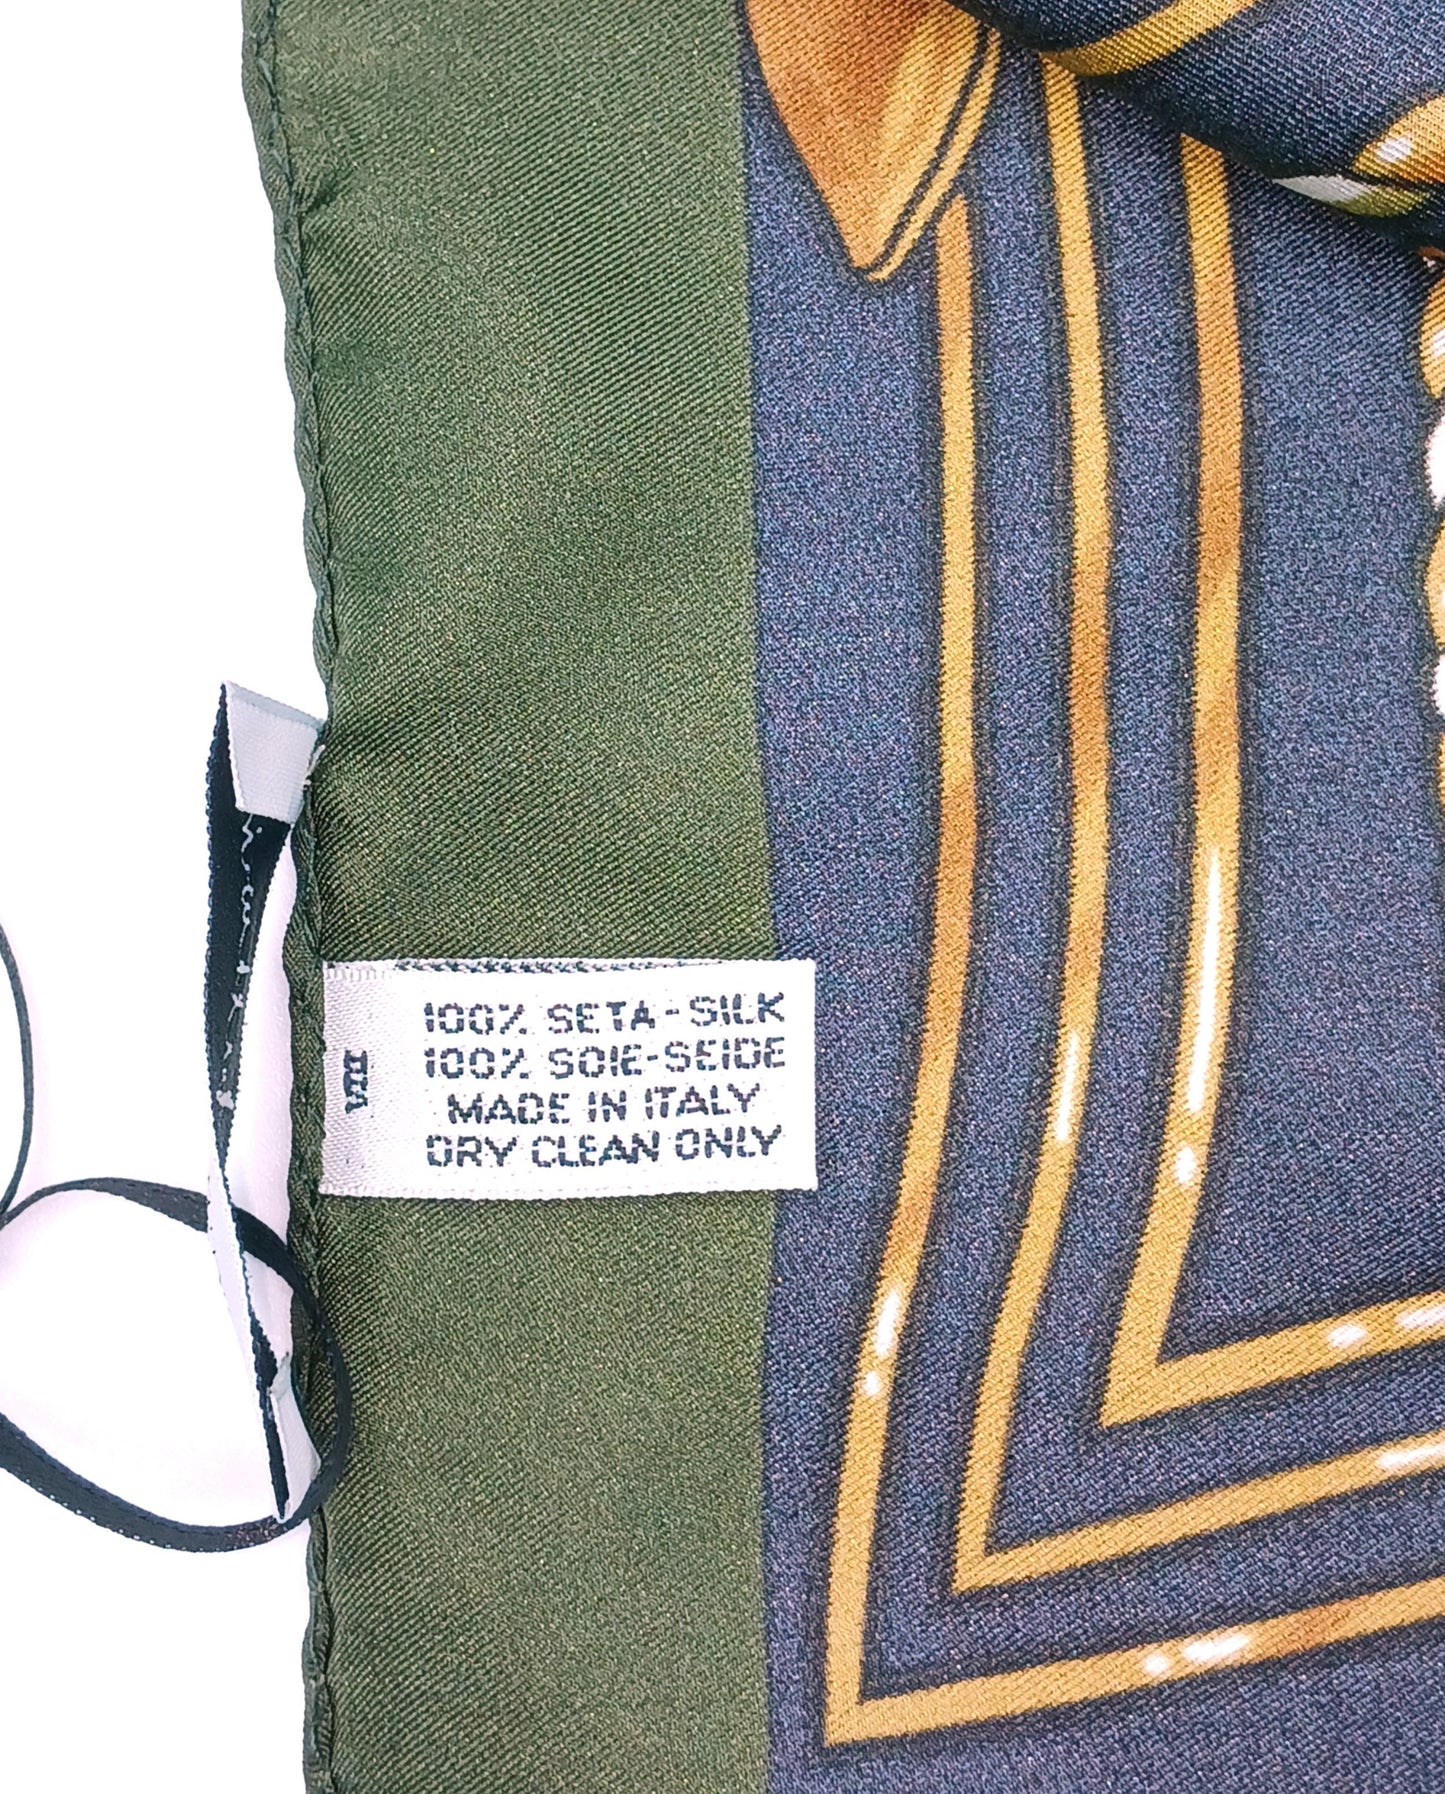 100% SETA-SILK
100% SOIE-SEIDE
MADE IN ITALY
DRY CLEAN ONLY